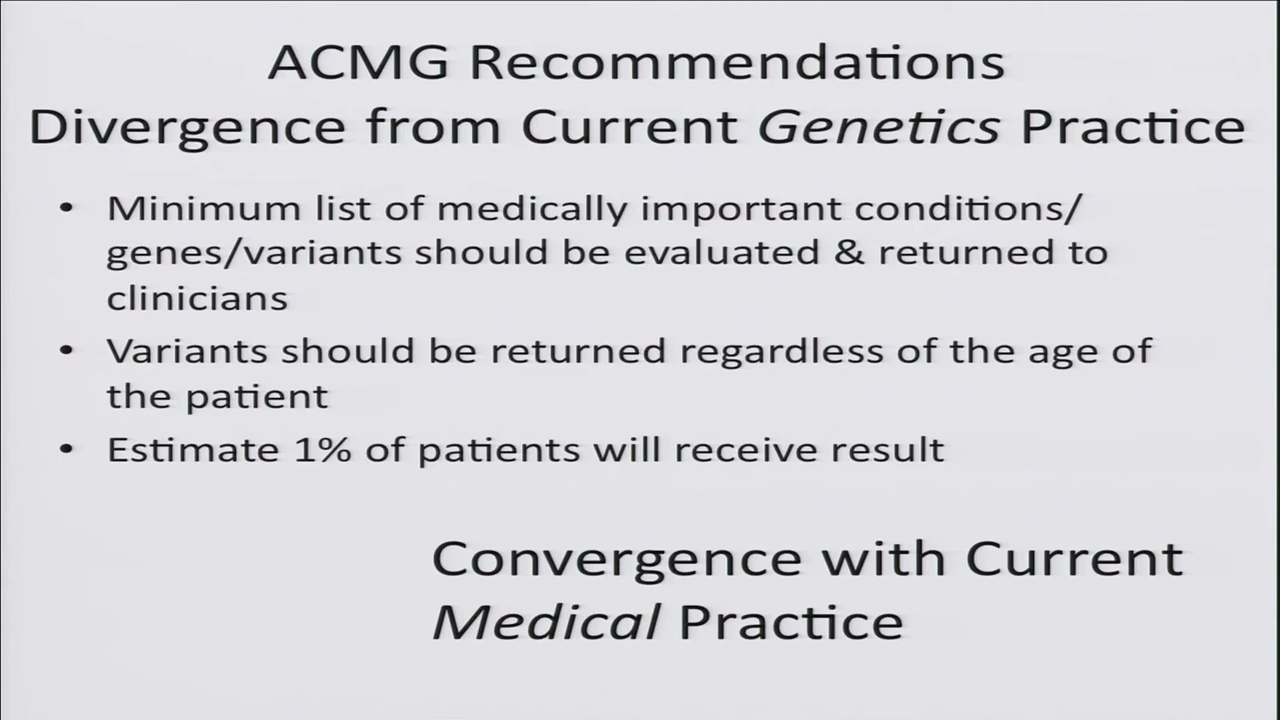 ACMG Recommendations
Divergence from Current Genetics Practice
• Minimum list of medically important conditions/
genes/variants should be evaluated & returned to
clinicians
• Variants should be returned regardless of the age of
the patient
• Estimate 1% of patients will receive result
Convergence with Current
Medical Practice